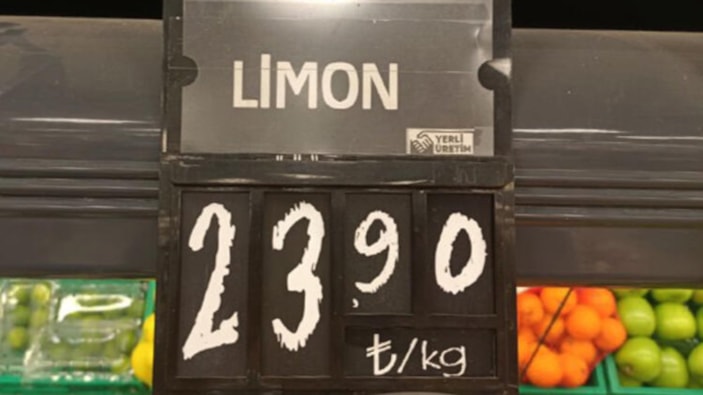 LİMON
YERLİ
ÜRETİM
23,90
₺/kg